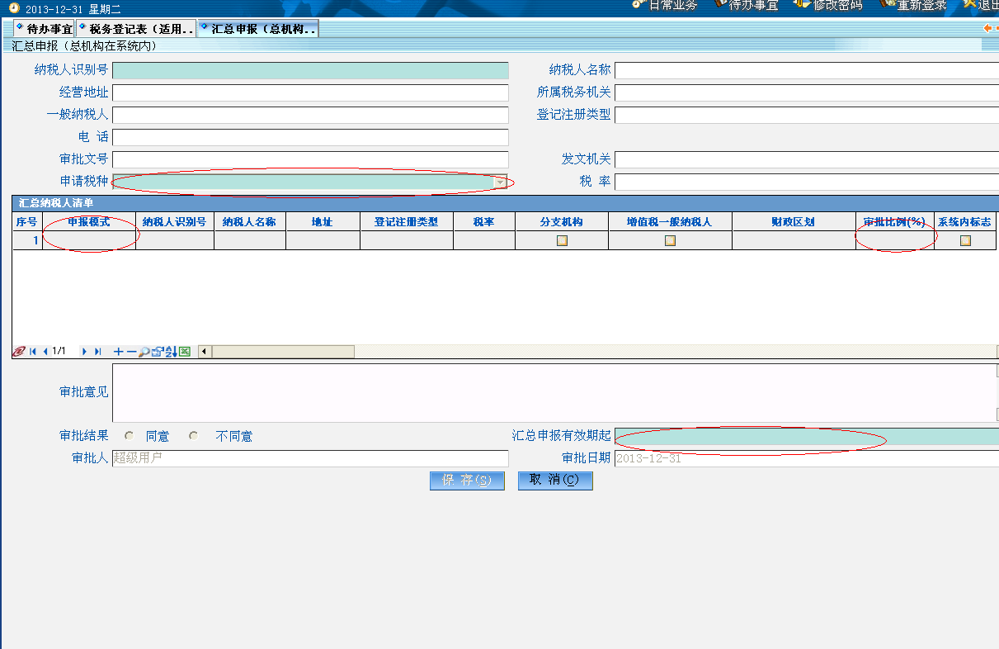 2013-12-31 星期二 日常业务 待办事宜 修改密码 重新登录 退出
待办事宜 税务登记表（适用.. 汇总申报（总机构..
汇总申报（总机构在系统内）
纳税人识别号 纳税人名称
经营地址 所属税务机关
一般纳税人 登记注册类型
电 话
审批文号 发文机关
申请税种 税 率
汇总纳税人清单
序号 申报模式 纳税人识别号 纳税人名称 地址 登记注册类型 税率 分支机构 增值税一般纳税人 财政区划 审批比例(%) 系统内标志
1
1/1
审批意见
审批结果 同意 不同意 汇总申报有效期起
审批人 超级用户 审批日期 2013-12-31
保 存(S) 取 消(C)